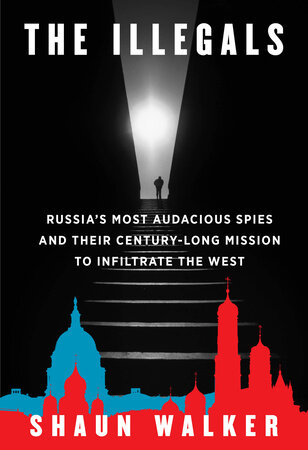 THE ILLEGALS
RUSSIA'S MOST AUDACIOUS SPIES
AND THEIR CENTURY-LONG MISSION
TO INFILTRATE THE WEST
SHAUN WALKER